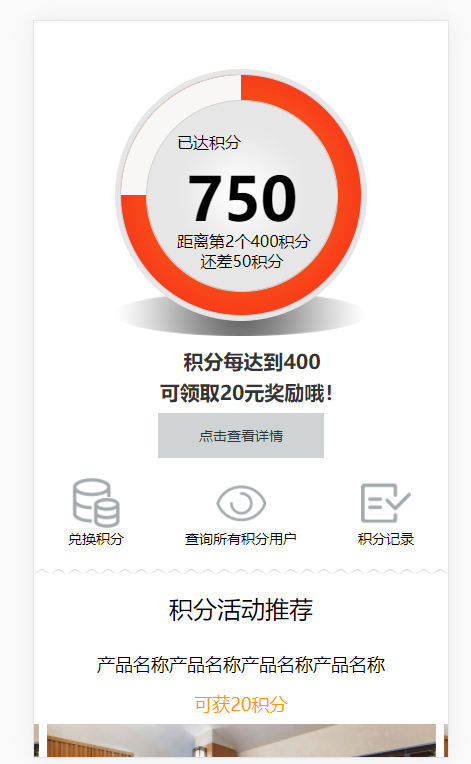 已达积分
750
距离第2个400积分
还差50积分
积分每达到400
可领取20元奖励哦！
点击查看详情
兑换积分
查询所有积分用户
积分记录
积分活动推荐
产品名称产品名称产品名称产品名称
可获20积分